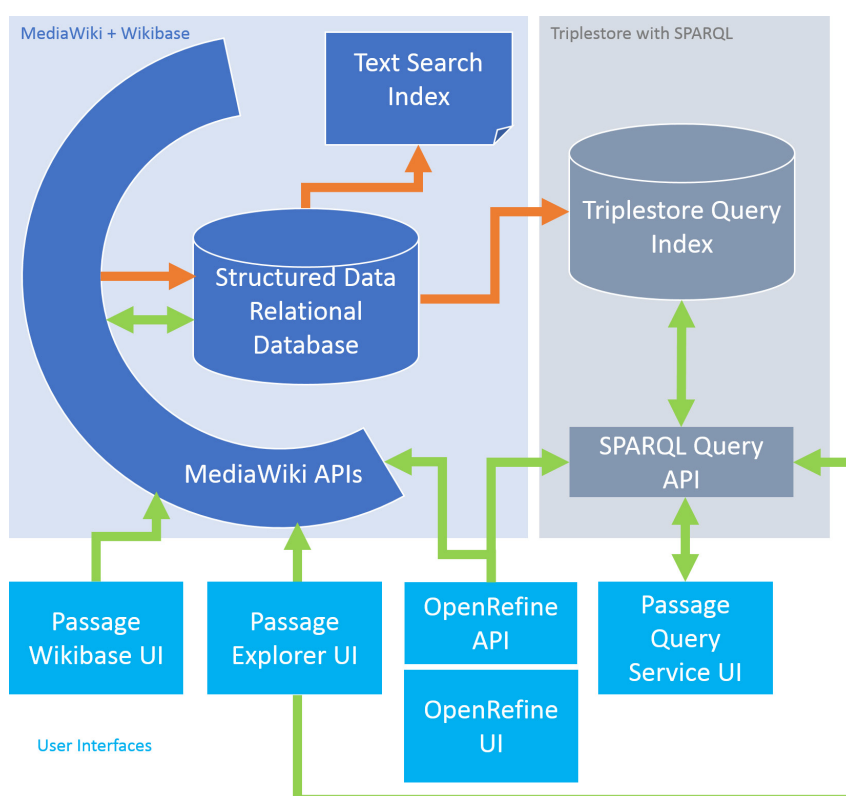 MediaWiki + Wikibase
Triplestore with SPARQL
Text Search
Index
Triplestore Query
Index
Structured Data
Relational
Database
SPARQL Query
API
MediaWiki APIs
Passage
Wikibase UI
Passage
Explorer UI
OpenRefine
API
Passage
Query
Service UI
OpenRefine
UI
User Interfaces